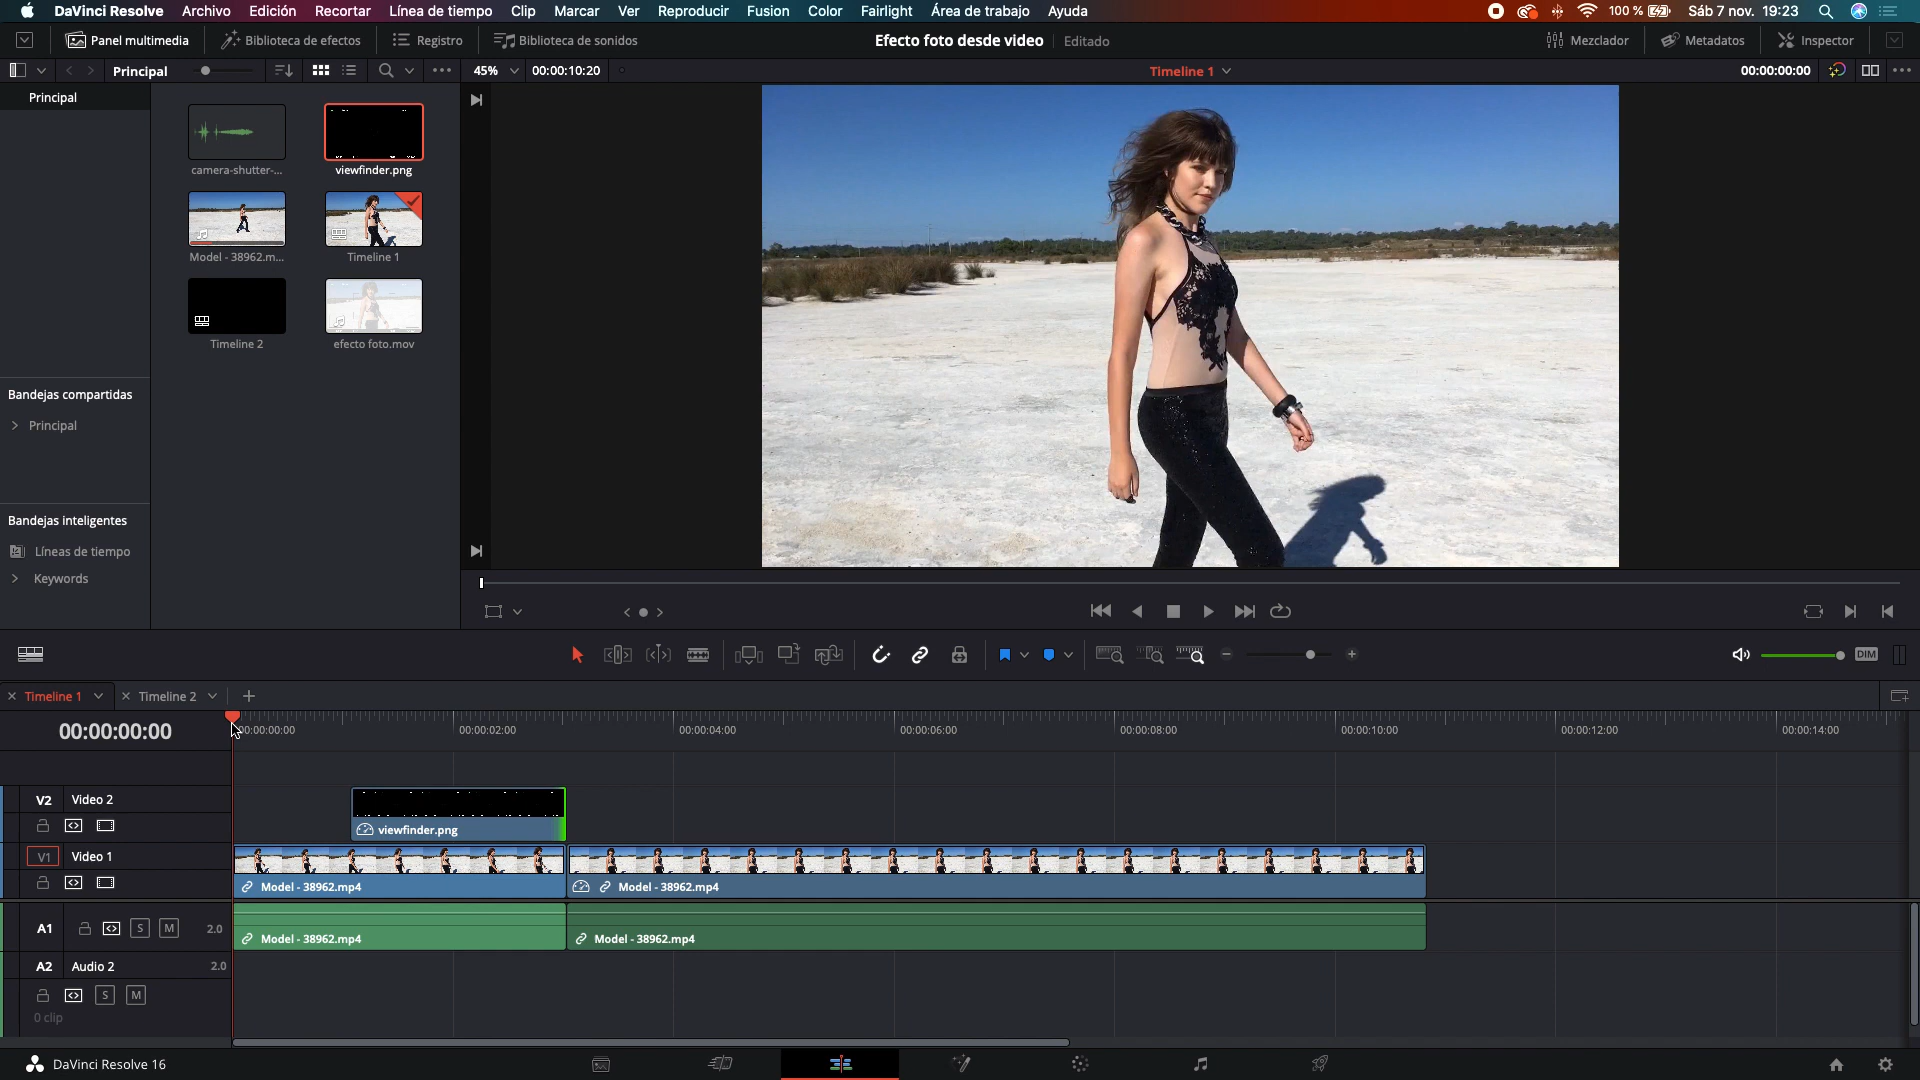 DaVinci Resolve Archivo Edición Recortar Línea de tiempo Clip Marcar Ver Reproducir Fusion Color Fairlight Área de trabajo Ayuda 100 % Sáb 7 nov. 19:23
Panel multimedia Biblioteca de efectos Registro Biblioteca de sonidos Efecto foto desde video Editado Mezclador Metadatos Inspector
Principal 45% 00:00:10:20 Timeline 1 00:00:00:00
Principal
camera-shutter-...
viewfinder.png
Model - 38962.m...
Timeline 1
Timeline 2
efecto foto.mov
Bandejas compartidas
Principal
Bandejas inteligentes
Líneas de tiempo
Keywords
DIM
Timeline 1 Timeline 2
00:00:00:00 00:00:00:00 00:00:02:00 00:00:04:00 00:00:06:00 00:00:08:00 00:00:10:00 00:00:12:00 00:00:14:00
V2 Video 2
viewfinder.png
V1 Video 1
Model - 38962.mp4 Model - 38962.mp4
A1 S M 2.0
Model - 38962.mp4 Model - 38962.mp4
A2 Audio 2 2.0
S M
0 clip
DaVinci Resolve 16